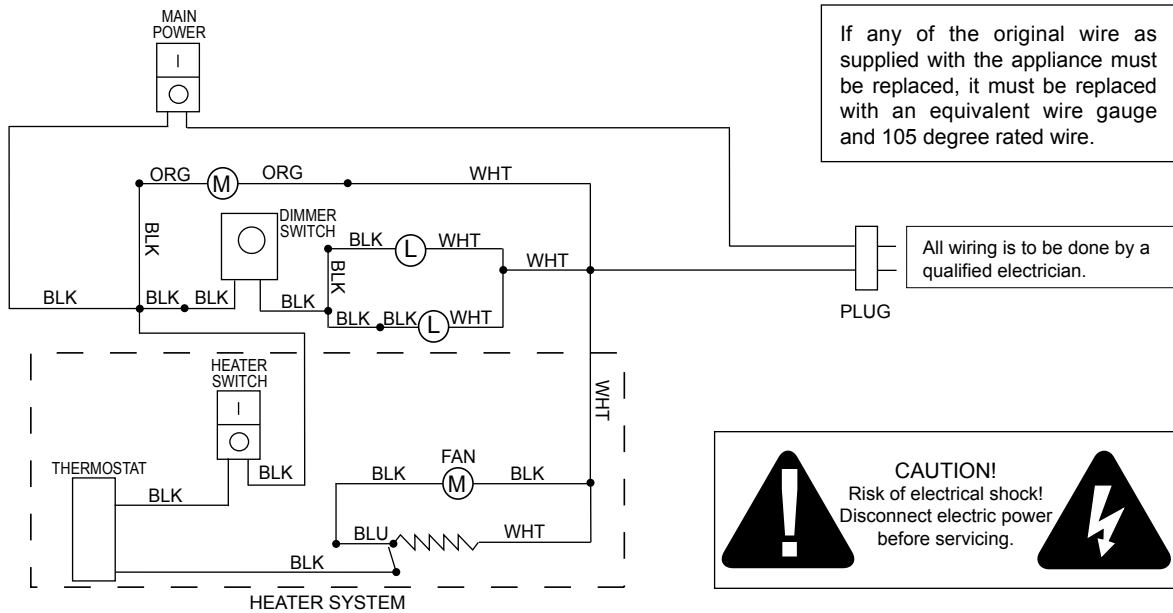 MAIN
POWER
I
If any of the original wire as
supplied with the appliance must
be replaced, it must be replaced
with an equivalent wire gauge
and 105 degree rated wire.
ORG
M
ORG
WHT
BLK
DIMMER
SWITCH
BLK
L
WHT
BLK
WHT
All wiring is to be done by a
qualified electrician.
PLUG
BLK
BLK
BLK
BLK
BLK
BLK
L
WHT
HEATER
SWITCH
I
WHT
THERMOSTAT
BLK
BLK
FAN
BLK
M
BLK
BLU
WHT
BLK
HEATER SYSTEM
!
CAUTION!
Risk of electrical shock!
Disconnect electric power
before servicing.